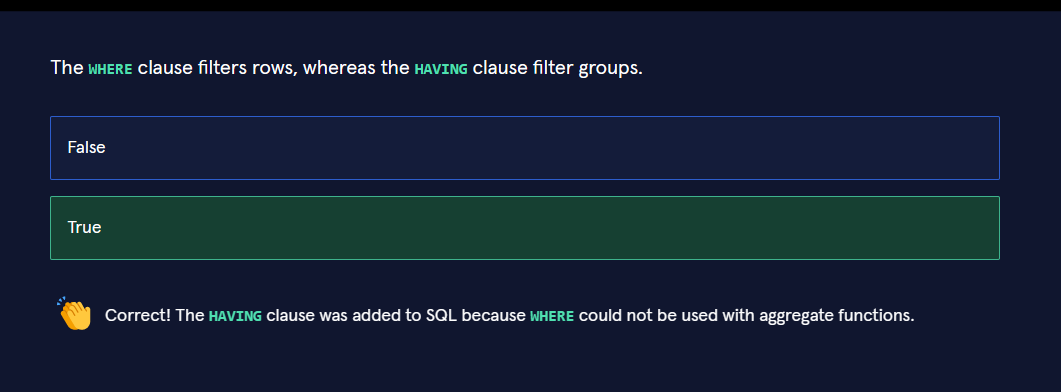 The WHERE clause filters rows, whereas the HAVING clause filter groups.
False
True
Correct! The HAVING clause was added to SQL because WHERE could not be used with aggregate functions.